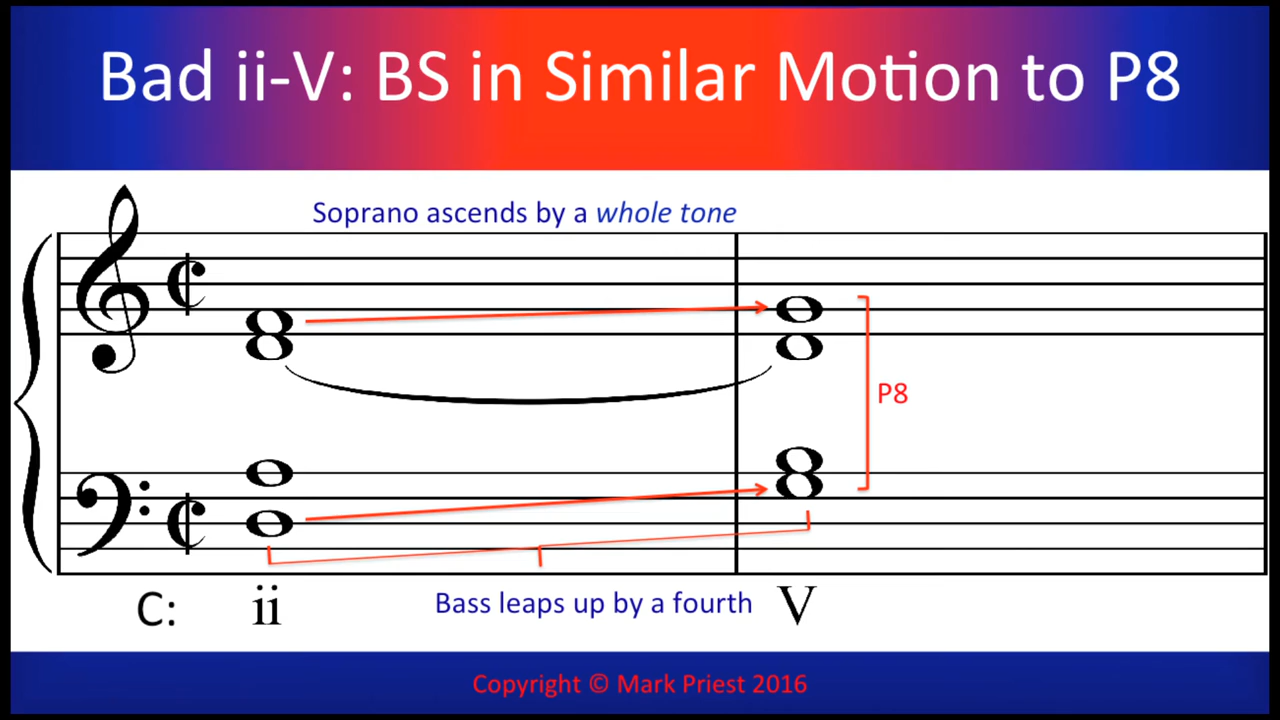 Bad ii-V: BS in Similar Motion to P8
Soprano ascends by a whole tone
P8
C: ii Bass leaps up by a fourth V
Copyright © Mark Priest 2016